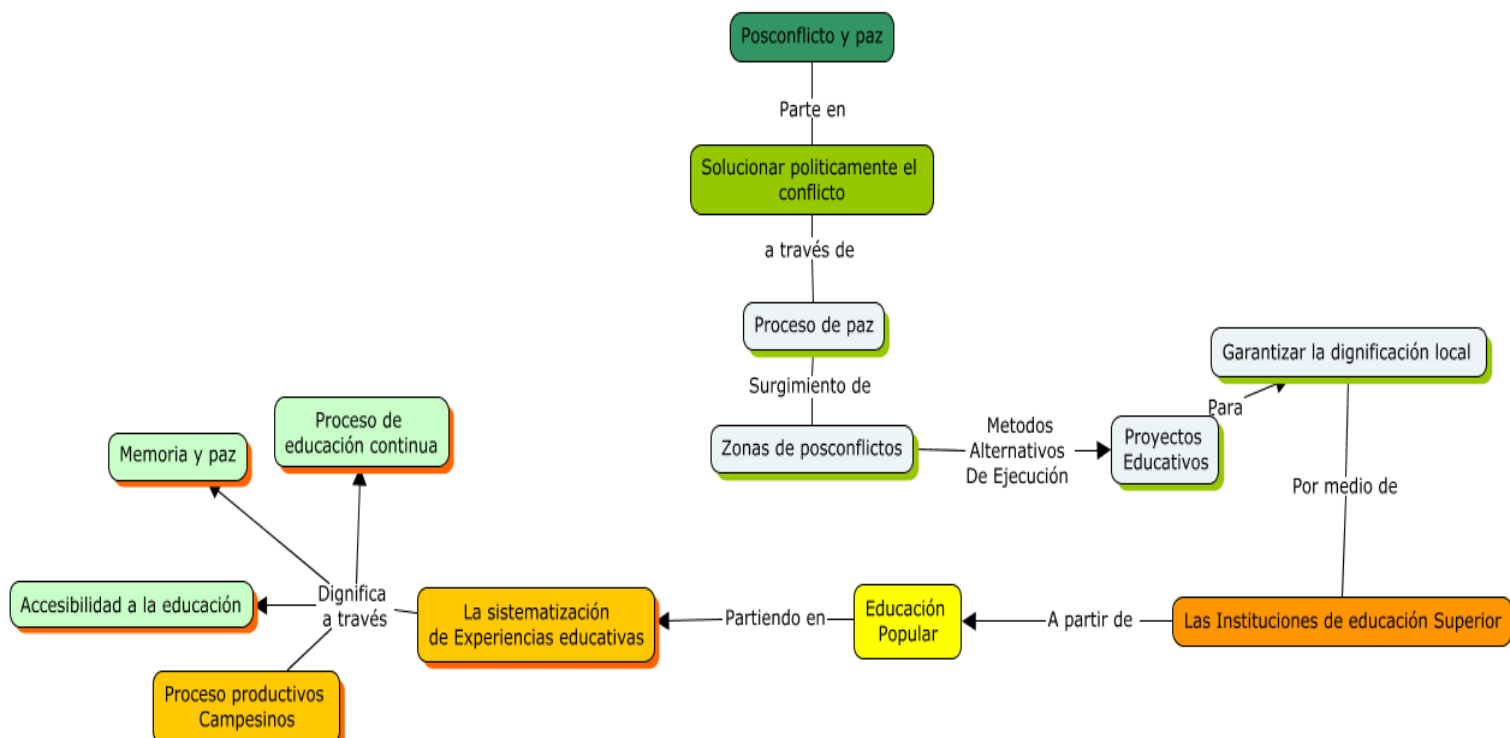 Posconflicto y paz
Parte en
Solucionar politicamente el
conflicto
a través de
Proceso de paz
Surgimiento de
Zonas de posconflictos
Metodos
Alternativos
De Ejecución
Proyectos
Educativos
Para
Garantizar la dignificación local
Por medio de
Las Instituciones de educación Superior
A partir de
Educación
Popular
Partiendo en
La sistematización
de Experiencias educativas
Dignifica
a través
Proceso de
educación continua
Memoria y paz
Accesibilidad a la educación
Proceso productivos
Campesinos